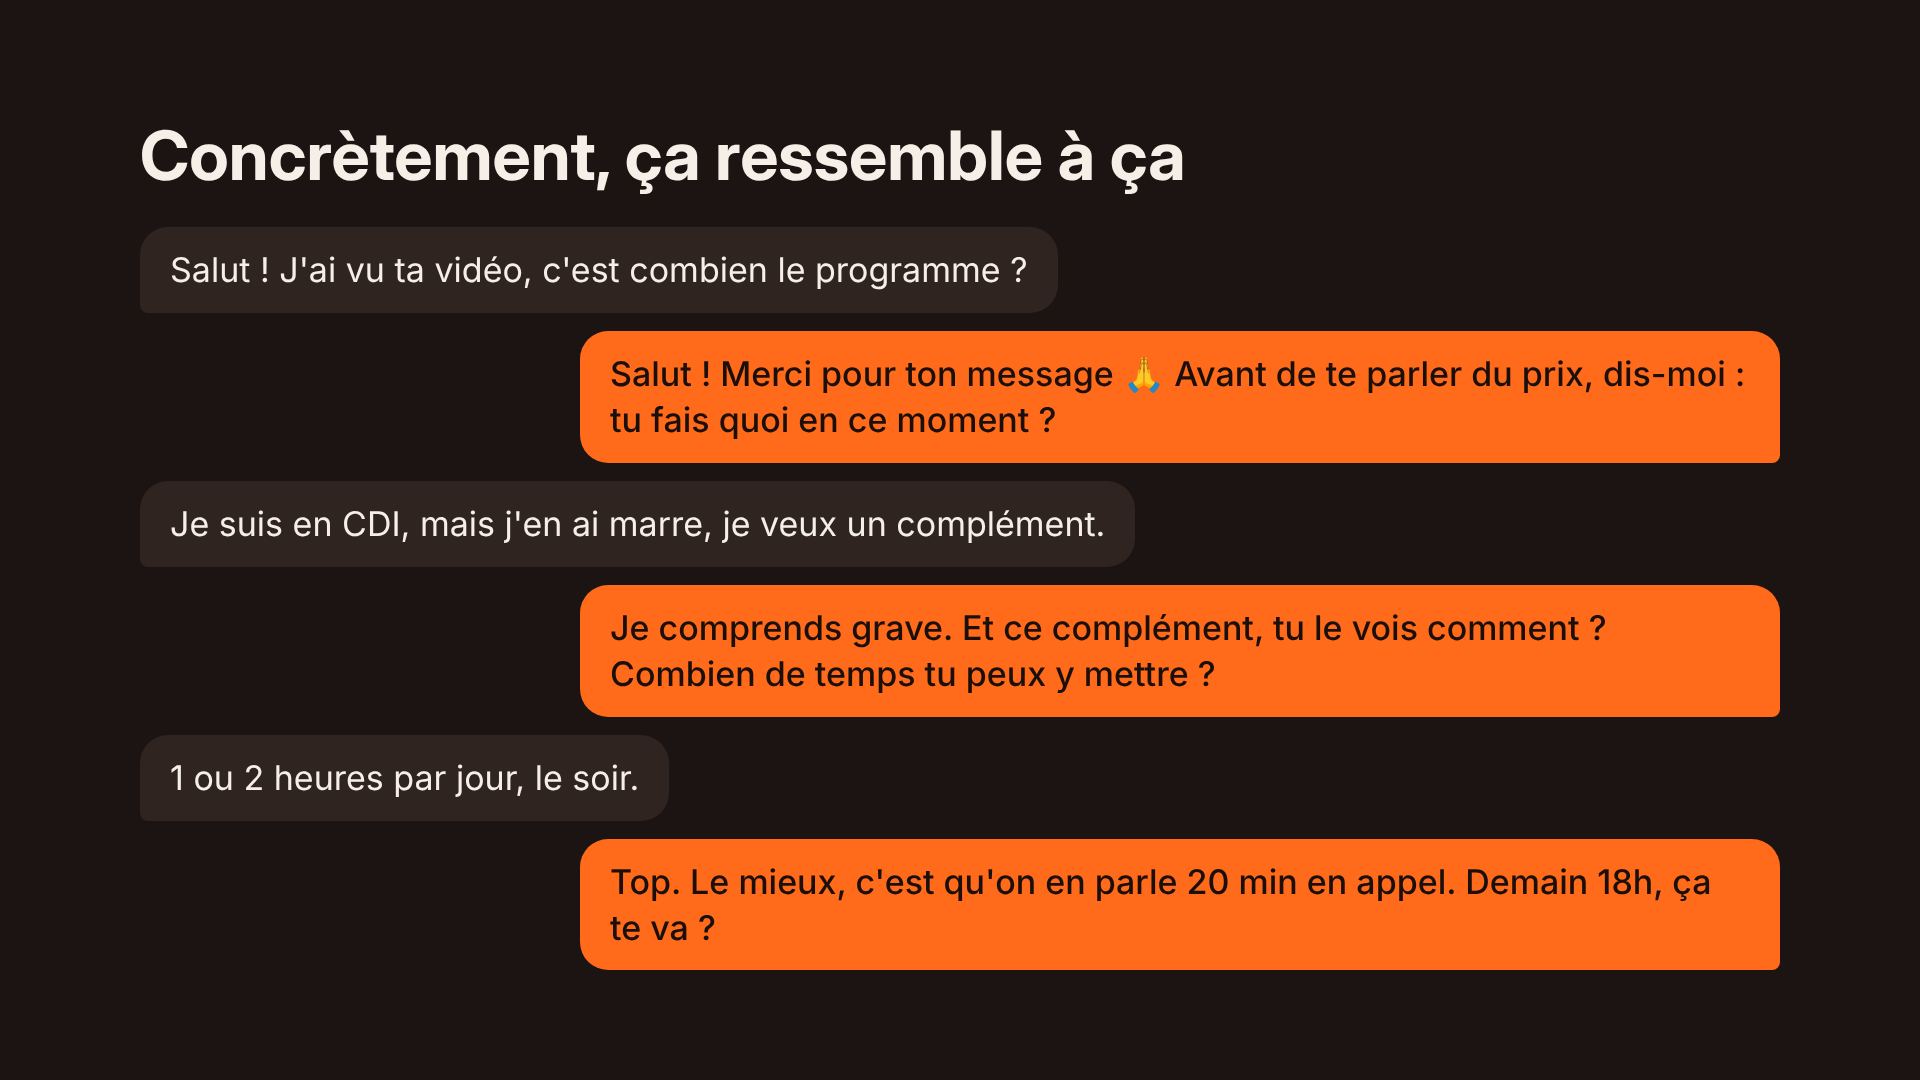 Concrètement, ça ressemble à ça
Salut ! J'ai vu ta vidéo, c'est combien le programme ?
Salut ! Merci pour ton message 🙏 Avant de te parler du prix, dis-moi :
tu fais quoi en ce moment ?
Je suis en CDI, mais j'en ai marre, je veux un complément.
Je comprends grave. Et ce complément, tu le vois comment ?
Combien de temps tu peux y mettre ?
1 ou 2 heures par jour, le soir.
Top. Le mieux, c'est qu'on en parle 20 min en appel. Demain 18h, ça
te va ?